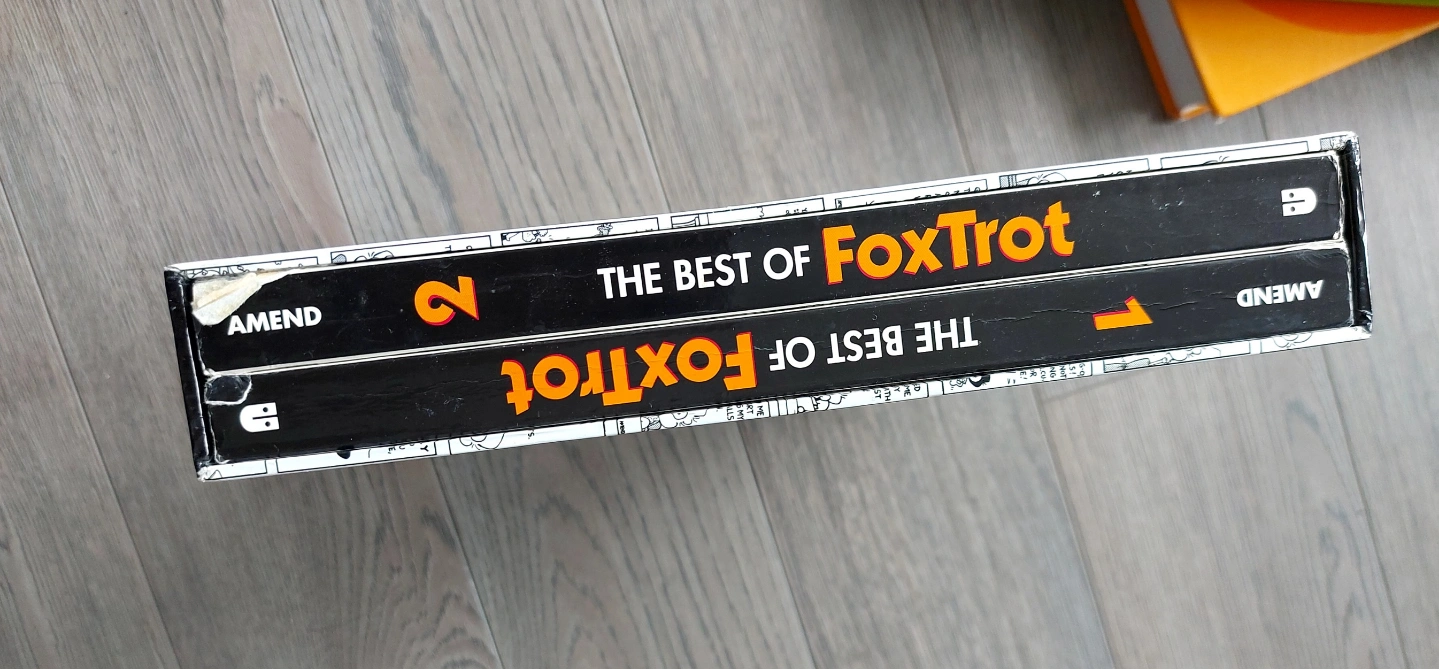 AMEND 2 THE BEST OF FoxTrot
AMEND 1 THE BEST OF FoxTrot